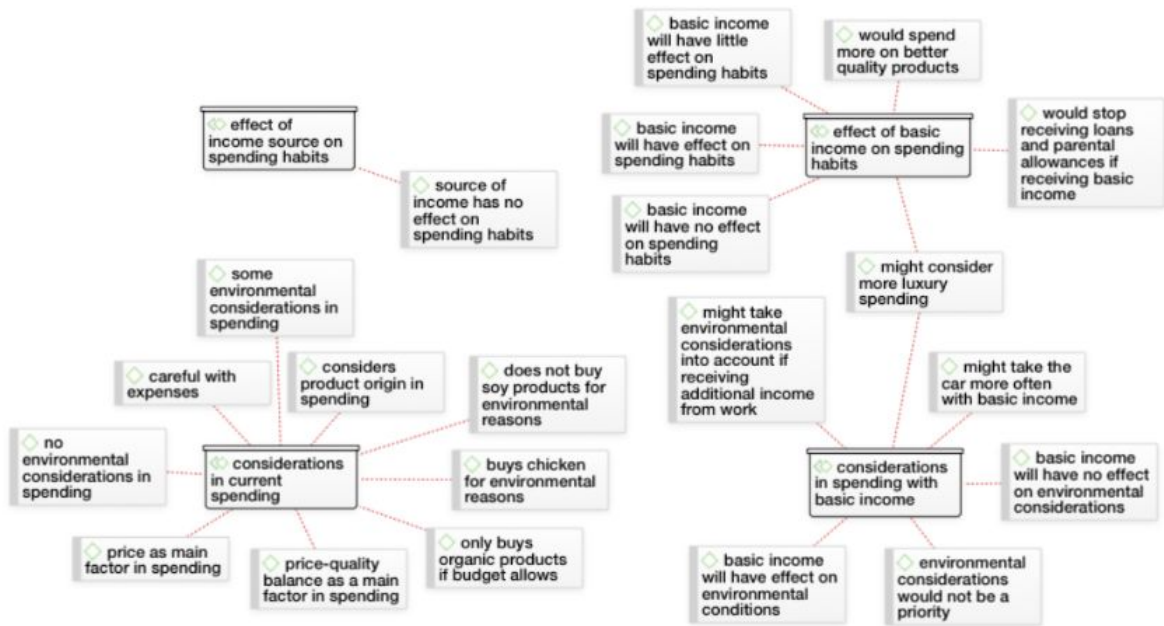 basic income
will have little
effect on
spending habits
would spend
more on better
quality products
effect of
income source on
spending habits
basic income
will have effect on
spending habits
effect of basic
income on spending
habits
would stop
receiving loans
and parental
allowances if
receiving basic
income
source of
income has no
effect on
spending habits
basic income
will have no effect
on spending
habits
some
environmental
considerations in
spending
might consider
more luxury
spending
might take
environmental
considerations
into account if
receiving
additional income
from work
careful with
expenses
considers
product origin in
spending
does not buy
soy products for
environmental
reasons
might take the
car more often
with basic income
no
environmental
considerations in
spending
considerations
in current
spending
buys chicken
for environmental
reasons
considerations
in spending with
basic income
basic income
will have no effect
on environmental
considerations
price as main
factor in spending
price-quality
balance as a main
factor in spending
only buys
organic products
if budget allows
basic income
will have effect on
environmental
conditions
environmental
considerations
would not be a
priority